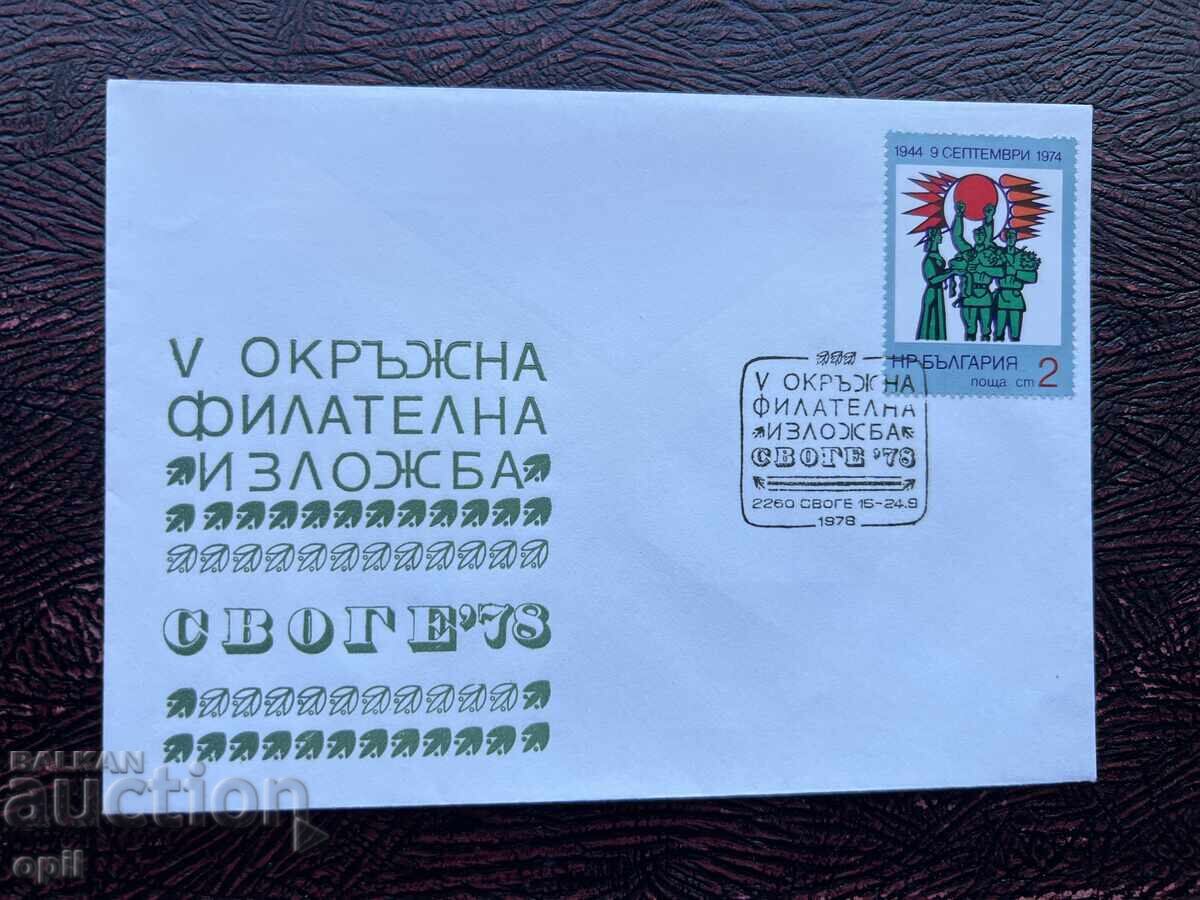 1944 9 СЕПТЕМВРИ 1974
НР БЪЛГАРИЯ
поща ст 2
V ОКРЪЖНА
ФИЛАТЕЛНА
ИЗЛОЖБА
СВОГЕ '78
2260 СВОГЕ 15-24.9
1978
V ОКРЪЖНА
ФИЛАТЕЛНА
ИЗЛОЖБА
СВОГЕ'78
BALKAN
auction
opil